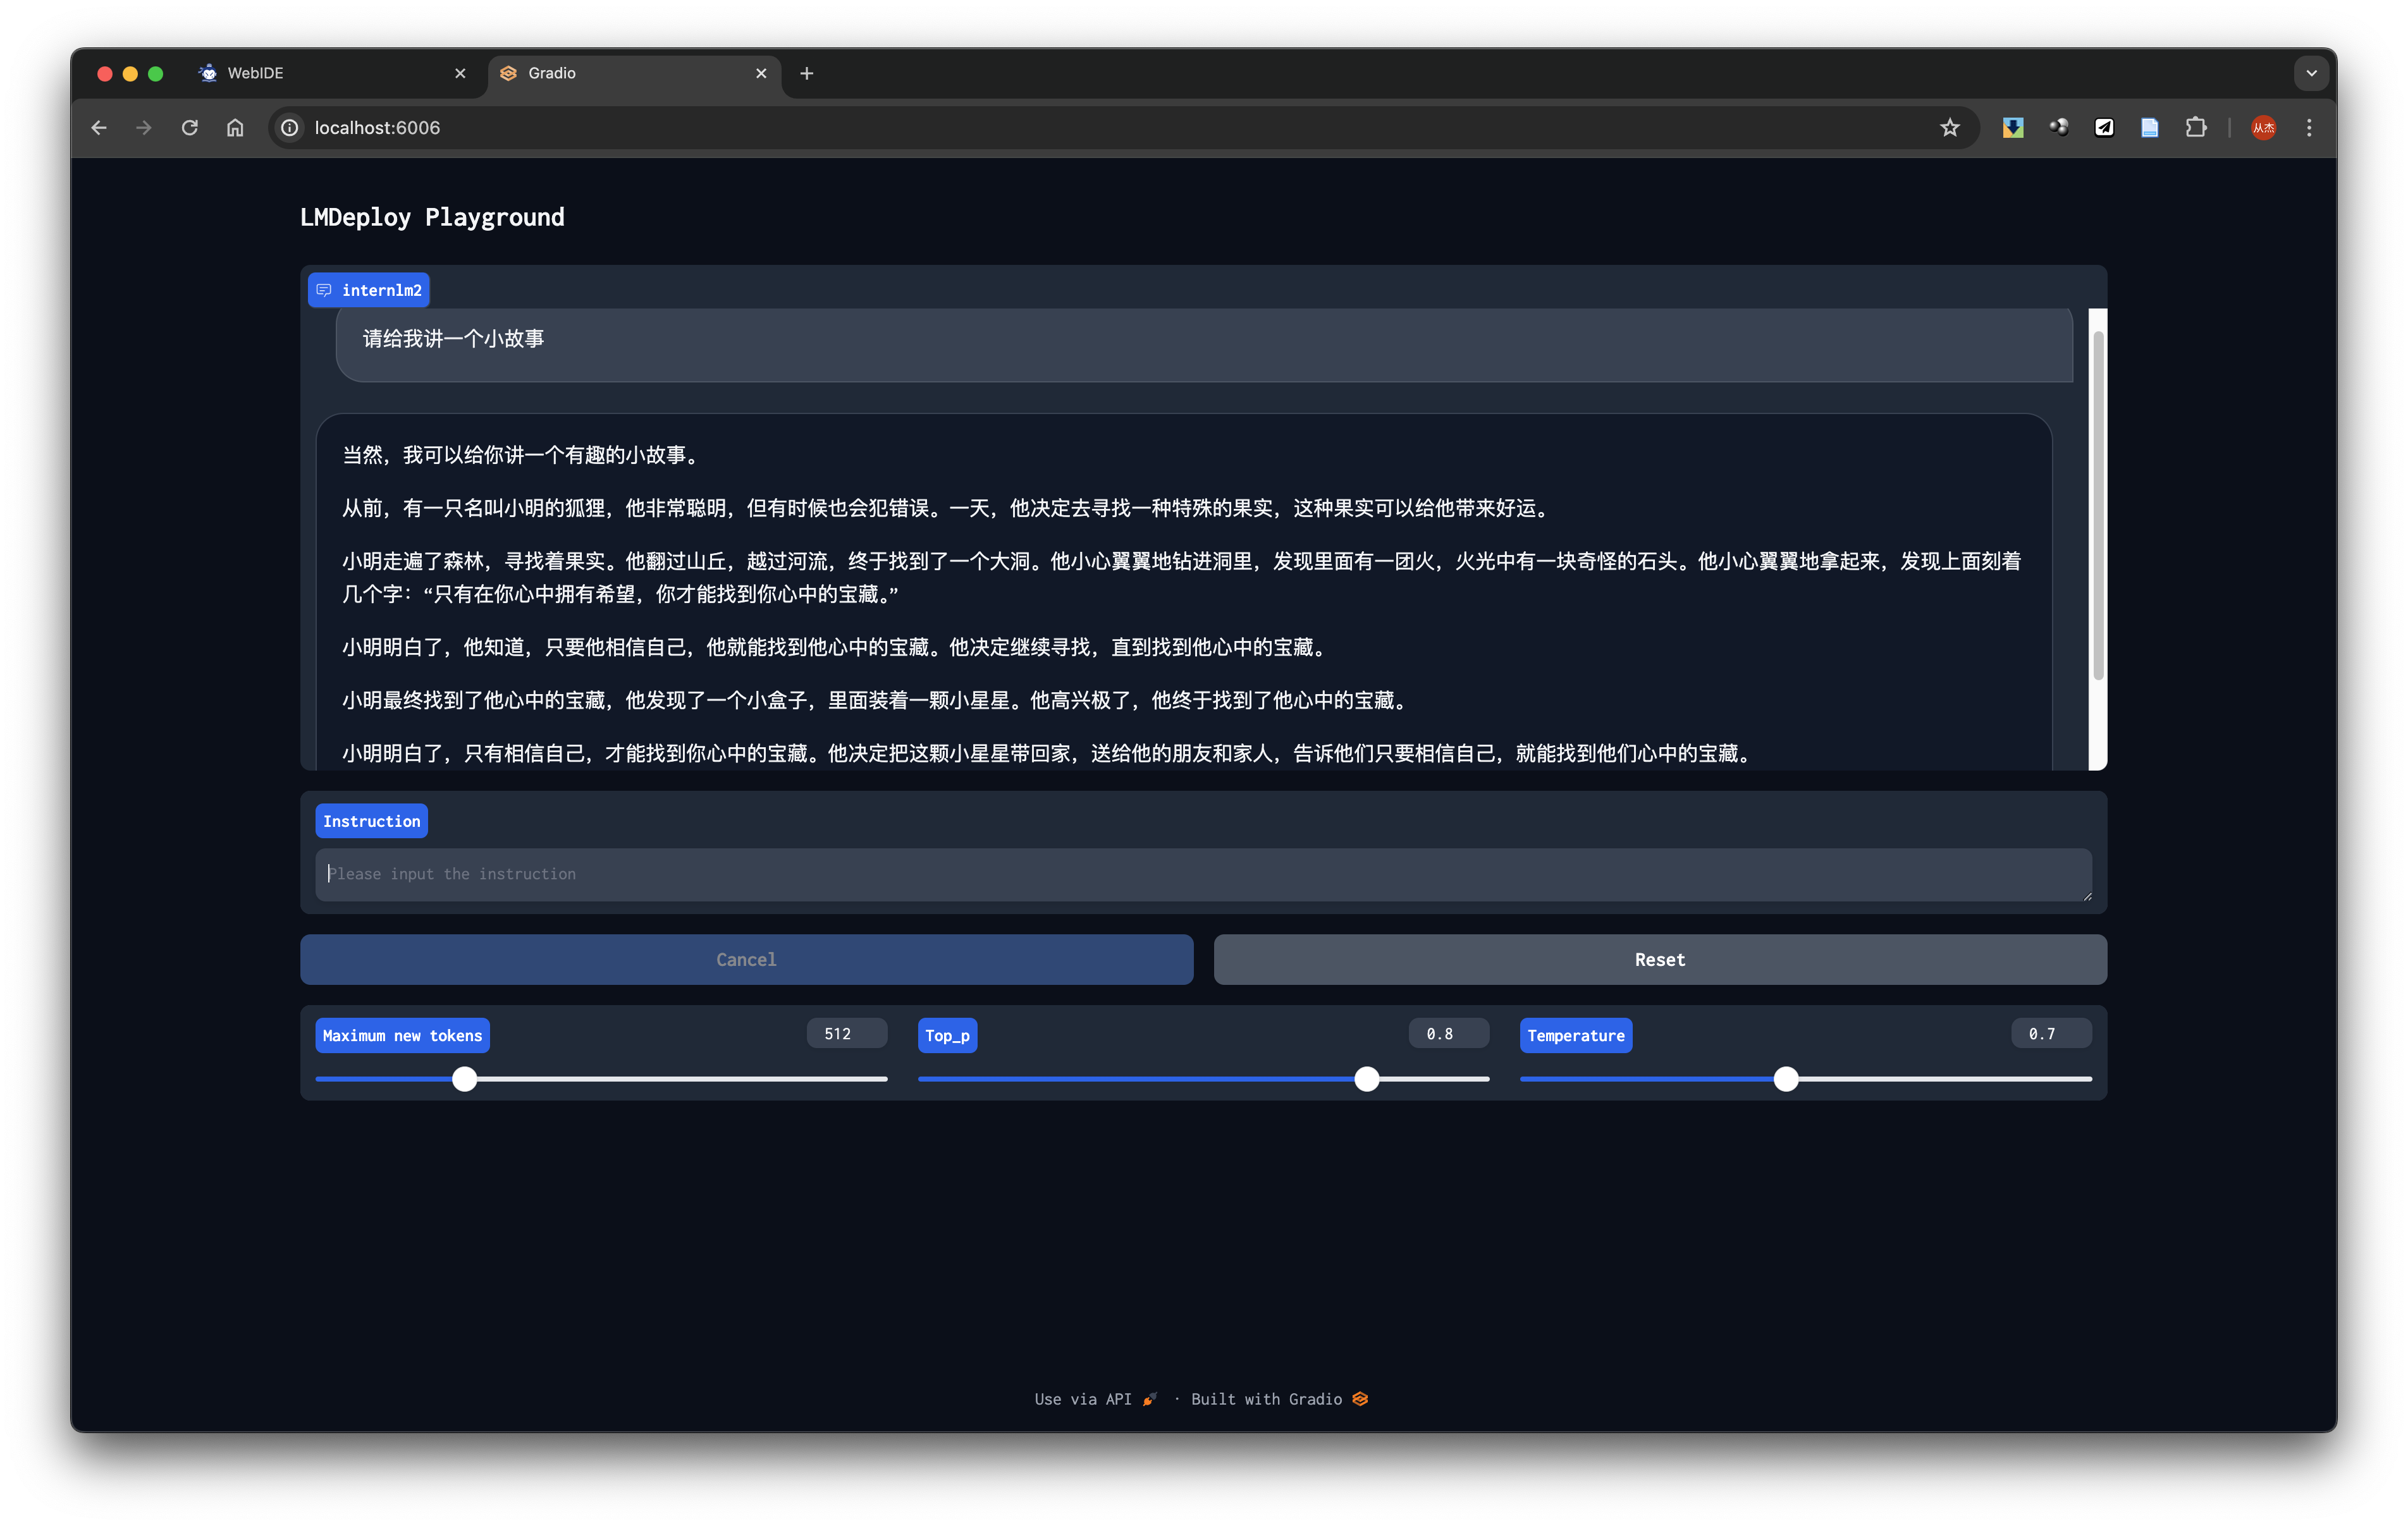 WebIDE
Gradio
localhost:6006
从杰
LMDeploy Playground
internlm2
请给我讲一个小故事
当然，我可以给你讲一个有趣的小故事。
从前，有一只名叫小明的狐狸，他非常聪明，但有时候也会犯错误。一天，他决定去寻找一种特殊的果实，这种果实可以给他带来好运。
小明走遍了森林，寻找着果实。他翻过山丘，越过河流，终于找到了一个大洞。他小心翼翼地钻进洞里，发现里面有一团火，火光中有一块奇怪的石头。他小心翼翼地拿起来，发现上面刻着
几个字：“只有在你心中拥有希望，你才能找到你心中的宝藏。”
小明明白了，他知道，只要他相信自己，他就能找到他心中的宝藏。他决定继续寻找，直到找到他心中的宝藏。
小明最终找到了他心中的宝藏，他发现了一个小盒子，里面装着一颗小星星。他高兴极了，他终于找到了他心中的宝藏。
小明明白了，只有相信自己，才能找到你心中的宝藏。他决定把这颗小星星带回家，送给他的朋友和家人，告诉他们只要相信自己，就能找到他们心中的宝藏。
Instruction
Please input the instruction
Cancel
Reset
Maximum new tokens
512
Top_p
0.8
Temperature
0.7
Use via API · Built with Gradio